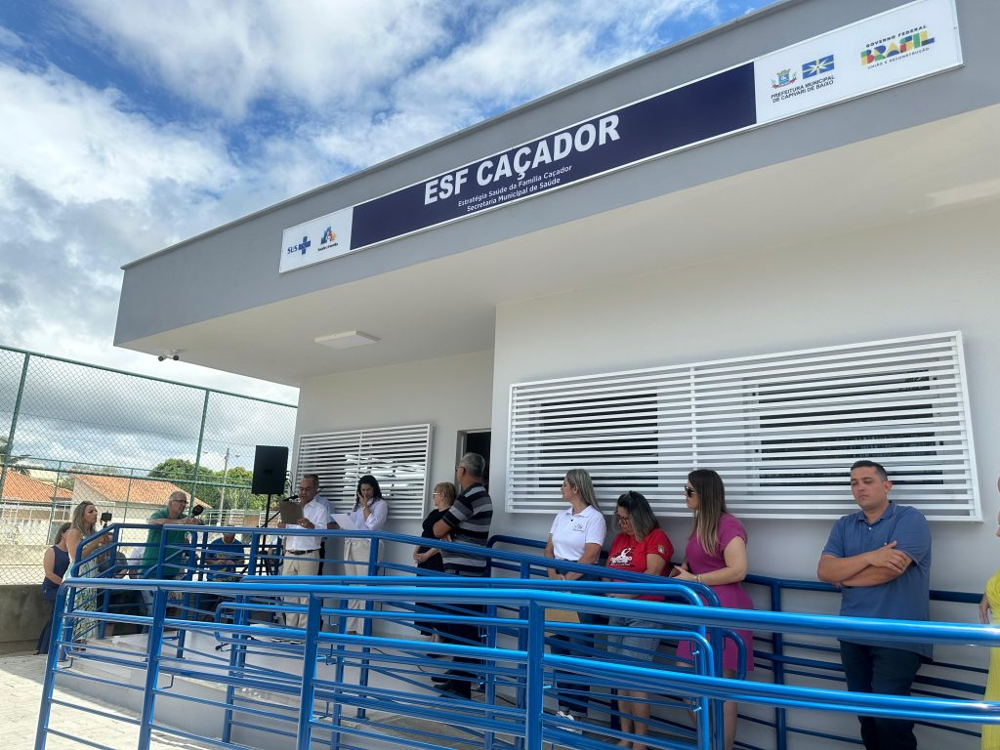 ESF CAÇADOR
Estratégia Saúde da Família Caçador
Secretaria Municipal de Saúde
SUS
PREFEITURA MUNICIPAL
DE CAPIVARI DE BAIXO
GOVERNO FEDERAL
BRASIL
UNIÃO E RECONSTRUÇÃO